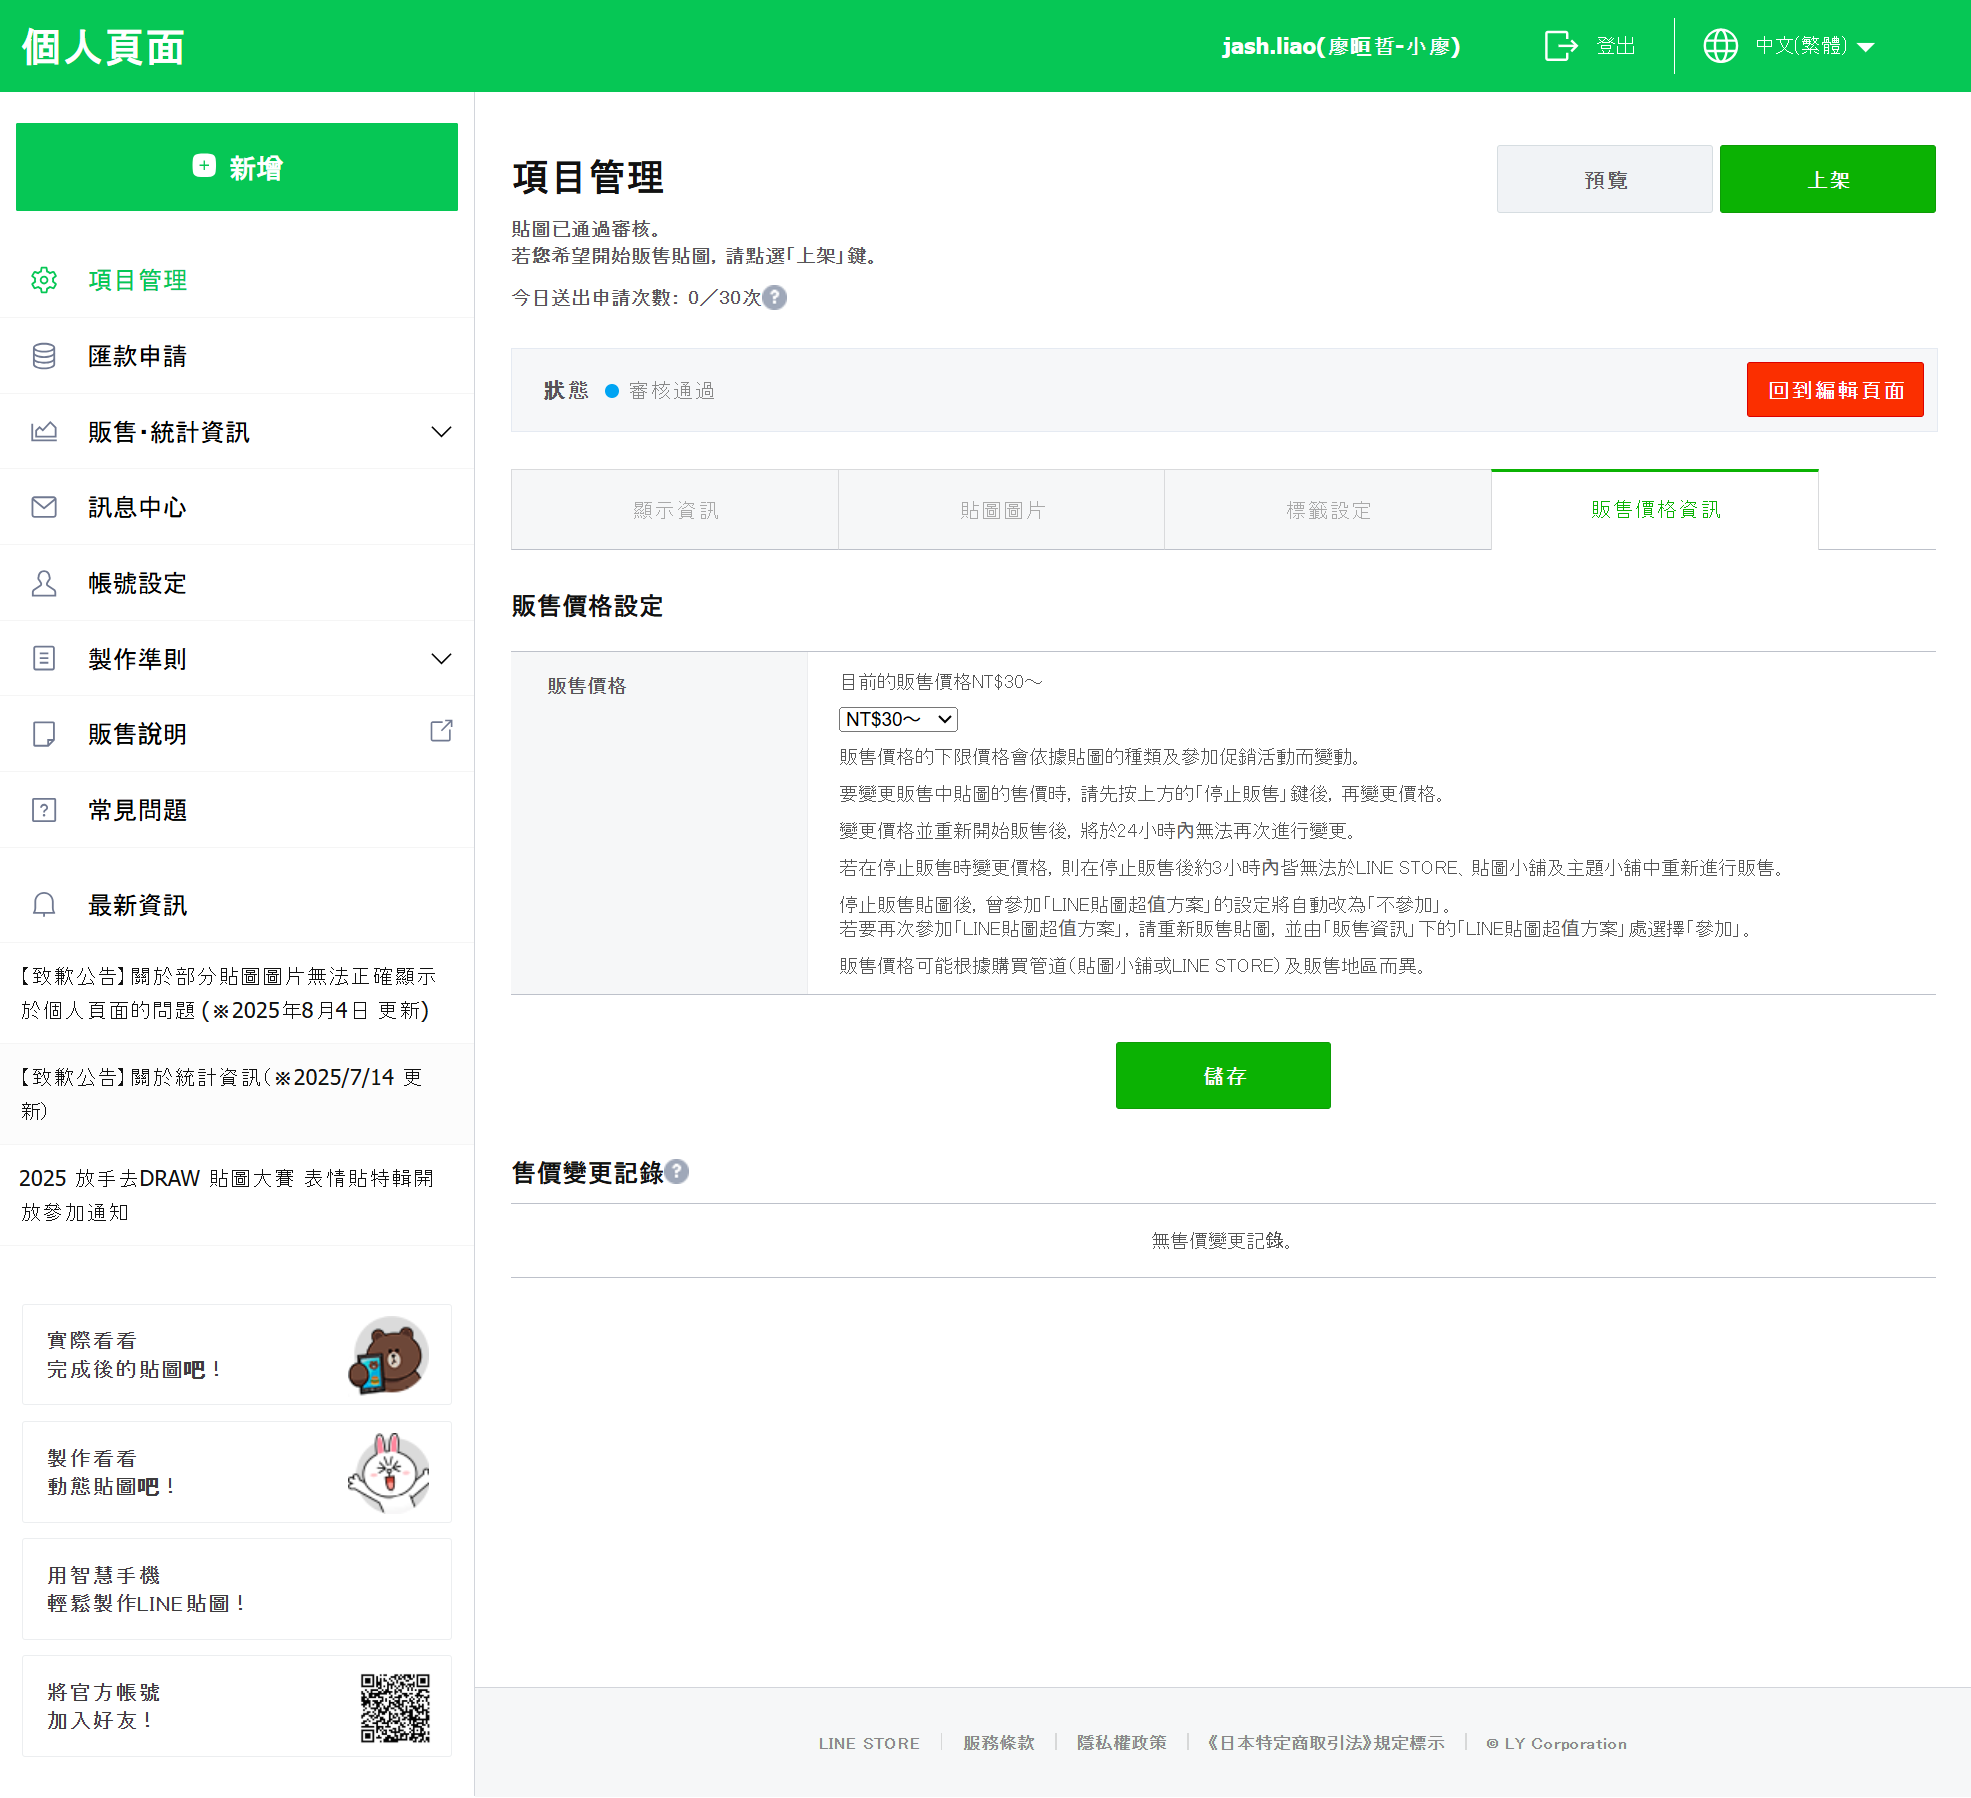 個人頁面
jash.liao(廖晅哲-小廖)
登出
中文(繁體)
新增
項目管理
匯款申請
販售·統計資訊
訊息中心
帳號設定
製作準則
販售說明
常見問題
最新資訊
【致歉公告】關於部分貼圖圖片無法正確顯示
於個人頁面的問題 (※2025年8月4日 更新)
【致歉公告】關於統計資訊(※2025/7/14 更
新)
2025 放手去DRAW 貼圖大賽 表情貼特輯開
放參加通知
實際看看
完成後的貼圖吧！
製作看看
動態貼圖吧！
用智慧手機
輕鬆製作LINE貼圖！
將官方帳號
加入好友！
項目管理
預覽
上架
貼圖已通過審核。
若您希望開始販售貼圖，請點選「上架」鍵。
今日送出申請次數：0／30次
狀態 審核通過
回到編輯頁面
顯示資訊
貼圖圖片
標籤設定
販售價格資訊
販售價格設定
販售價格
目前的販售價格NT$30～
NT$30～
販售價格的下限價格會依據貼圖的種類及參加促銷活動而變動。
要變更販售中貼圖的售價時，請先按上方的「停止販售」鍵後，再變更價格。
變更價格並重新開始販售後，將於24小時內無法再次進行變更。
若在停止販售時變更價格，則在停止販售後約3小時內皆無法於LINE STORE、貼圖小舖及主題小舖中重新進行販售。
停止販售貼圖後，曾參加「LINE貼圖超值方案」的設定將自動改為「不參加」。
若要再次參加「LINE貼圖超值方案」，請重新販售貼圖，並由「販售資訊」下的「LINE貼圖超值方案」處選擇「參加」。
販售價格可能根據購買管道（貼圖小舖或LINE STORE）及販售地區而異。
儲存
售價變更記錄
無售價變更記錄。
LINE STORE
服務條款
隱私權政策
《日本特定商取引法》規定標示
© LY Corporation